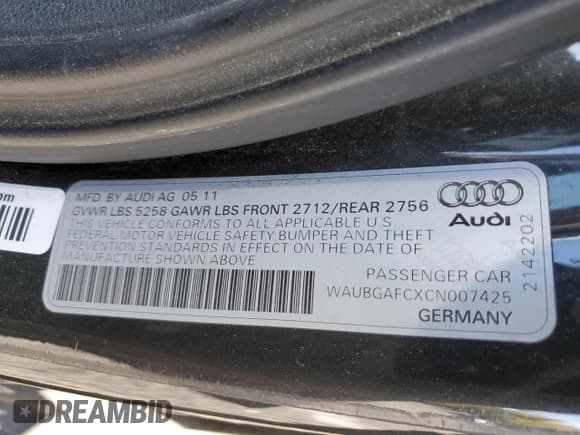 om
MFD. BY AUDI AG 05 11
GVWR LBS 5258 GAWR LBS FRONT 2712/REAR 2756
THIS VEHICLE CONFORMS TO ALL APPLICABLE U S
FEDERAL MOTOR VEHICLE SAFETY, BUMPER AND THEFT
PREVENTION STANDARDS IN EFFECT ON THE DATE OF
MANUFACTURE SHOWN ABOVE
Audi
2142202
PASSENGER CAR
WAUBGAFCXCN007425
GERMANY
DREAMBID